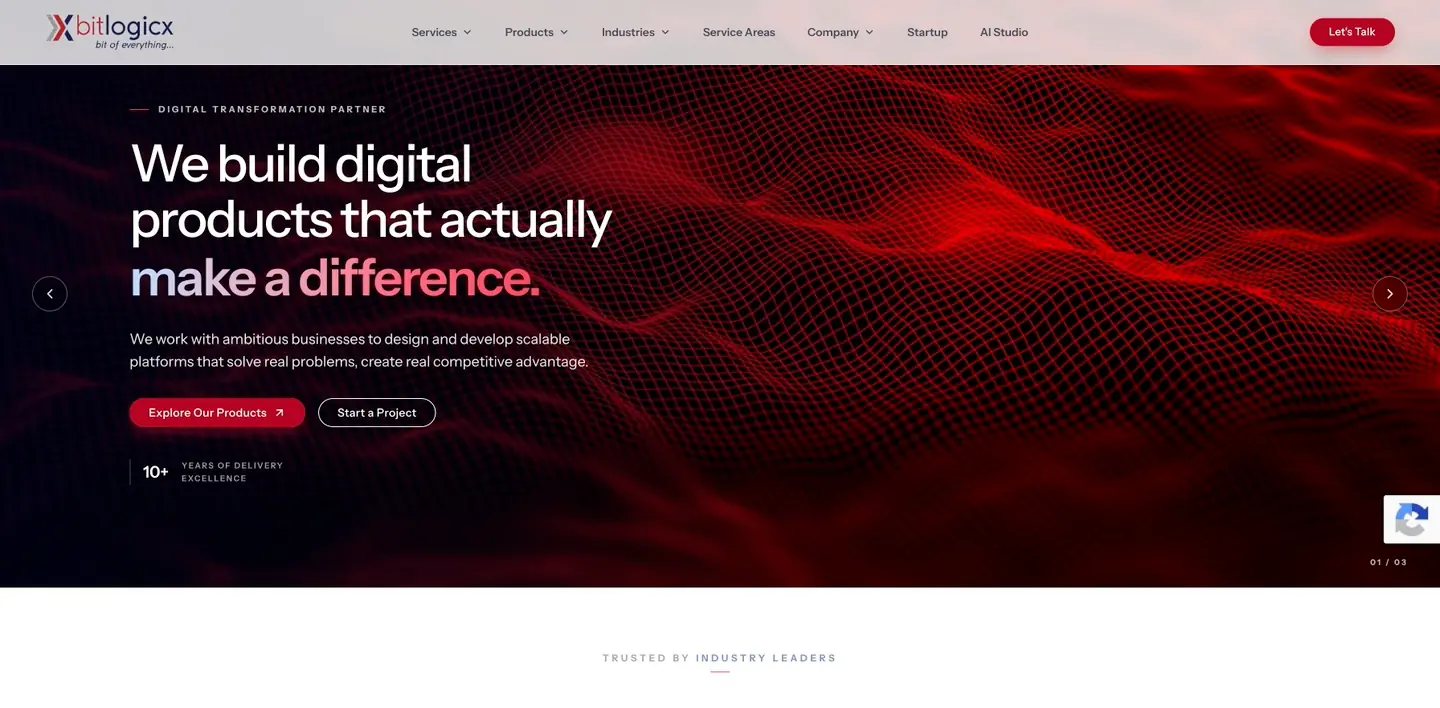 bitlogicx
bit of everything...
Services
Products
Industries
Service Areas
Company
Startup
AI Studio
Let's Talk
DIGITAL TRANSFORMATION PARTNER
We build digital
products that actually
make a difference.
We work with ambitious businesses to design and develop scalable
platforms that solve real problems, create real competitive advantage.
Explore Our Products
Start a Project
10+
YEARS OF DELIVERY
EXCELLENCE
01 / 03
TRUSTED BY INDUSTRY LEADERS